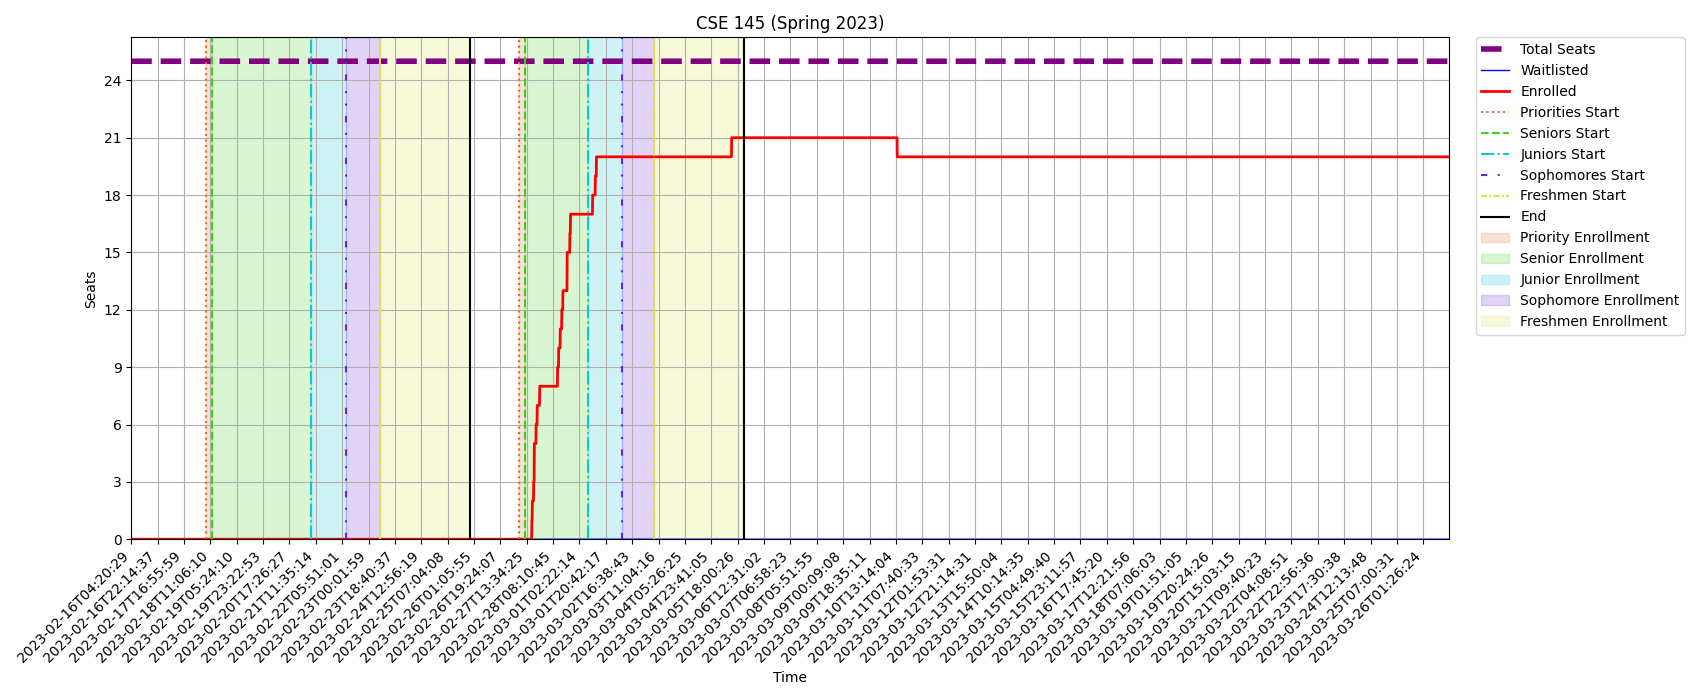 CSE 145 (Spring 2023)
Seats
24
21
18
15
12
9
6
3
0
2023-02-16T04:20:29
2023-02-16T22:14:37
2023-02-17T16:55:59
2023-02-18T11:06:10
2023-02-19T05:24:10
2023-02-19T23:22:53
2023-02-20T17:26:27
2023-02-21T11:35:14
2023-02-22T05:51:01
2023-02-23T00:01:59
2023-02-23T18:40:37
2023-02-24T12:56:19
2023-02-25T07:04:08
2023-02-26T01:05:55
2023-02-26T19:24:07
2023-02-27T13:34:25
2023-02-28T08:10:45
2023-03-01T02:22:14
2023-03-01T20:42:17
2023-03-02T16:38:43
2023-03-03T11:04:16
2023-03-04T05:26:25
2023-03-04T23:41:05
2023-03-05T18:00:26
2023-03-06T12:31:02
2023-03-07T06:58:23
2023-03-08T05:51:55
2023-03-09T00:09:08
2023-03-09T18:35:11
2023-03-10T13:14:04
2023-03-11T07:40:33
2023-03-12T01:53:31
2023-03-12T21:14:31
2023-03-13T15:50:04
2023-03-14T10:14:35
2023-03-15T04:49:40
2023-03-15T23:11:57
2023-03-16T17:45:20
2023-03-17T12:21:56
2023-03-18T07:06:03
2023-03-19T01:51:05
2023-03-19T20:24:26
2023-03-20T15:03:15
2023-03-21T09:40:23
2023-03-22T04:08:51
2023-03-22T22:56:36
2023-03-23T17:30:38
2023-03-24T12:13:48
2023-03-25T07:00:31
2023-03-26T01:26:24
Time
Total Seats
Waitlisted
Enrolled
Priorities Start
Seniors Start
Juniors Start
Sophomores Start
Freshmen Start
End
Priority Enrollment
Senior Enrollment
Junior Enrollment
Sophomore Enrollment
Freshmen Enrollment